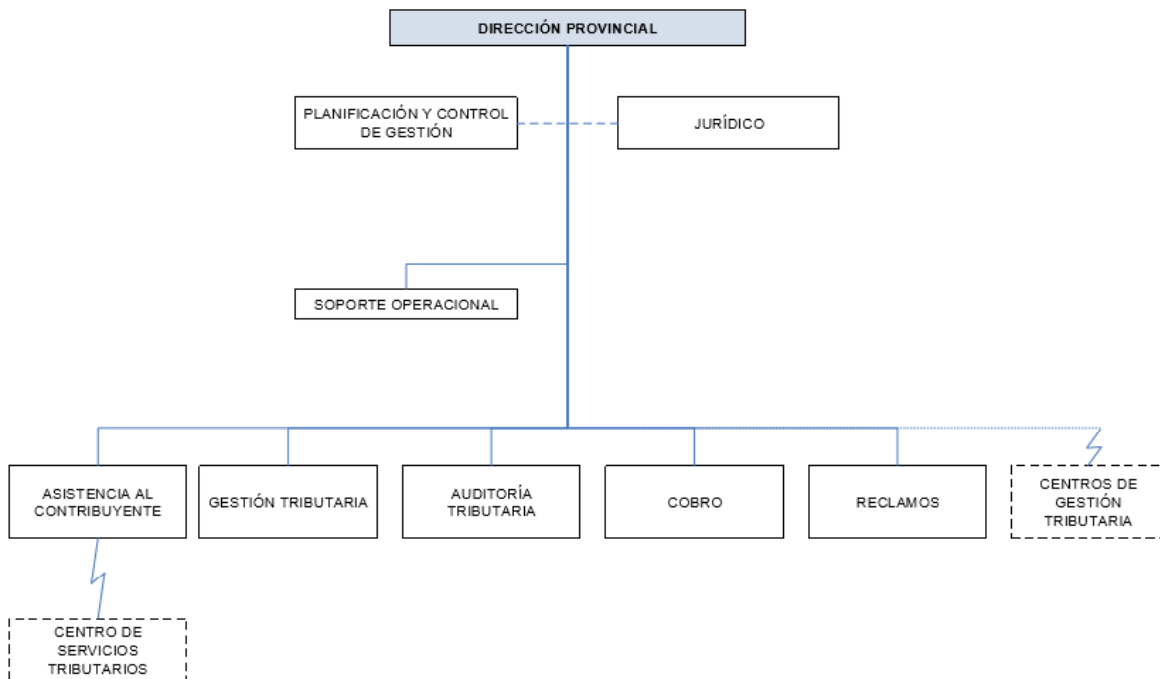 DIRECCIÓN PROVINCIAL
PLANIFICACIÓN Y CONTROL
DE GESTIÓN
JURÍDICO
SOPORTE OPERACIONAL
ASISTENCIA AL
CONTRIBUYENTE
GESTIÓN TRIBUTARIA
AUDITORÍA
TRIBUTARIA
COBRO
RECLAMOS
CENTROS DE
GESTIÓN
TRIBUTARIA
CENTRO DE
SERVICIOS
TRIBUTARIOS